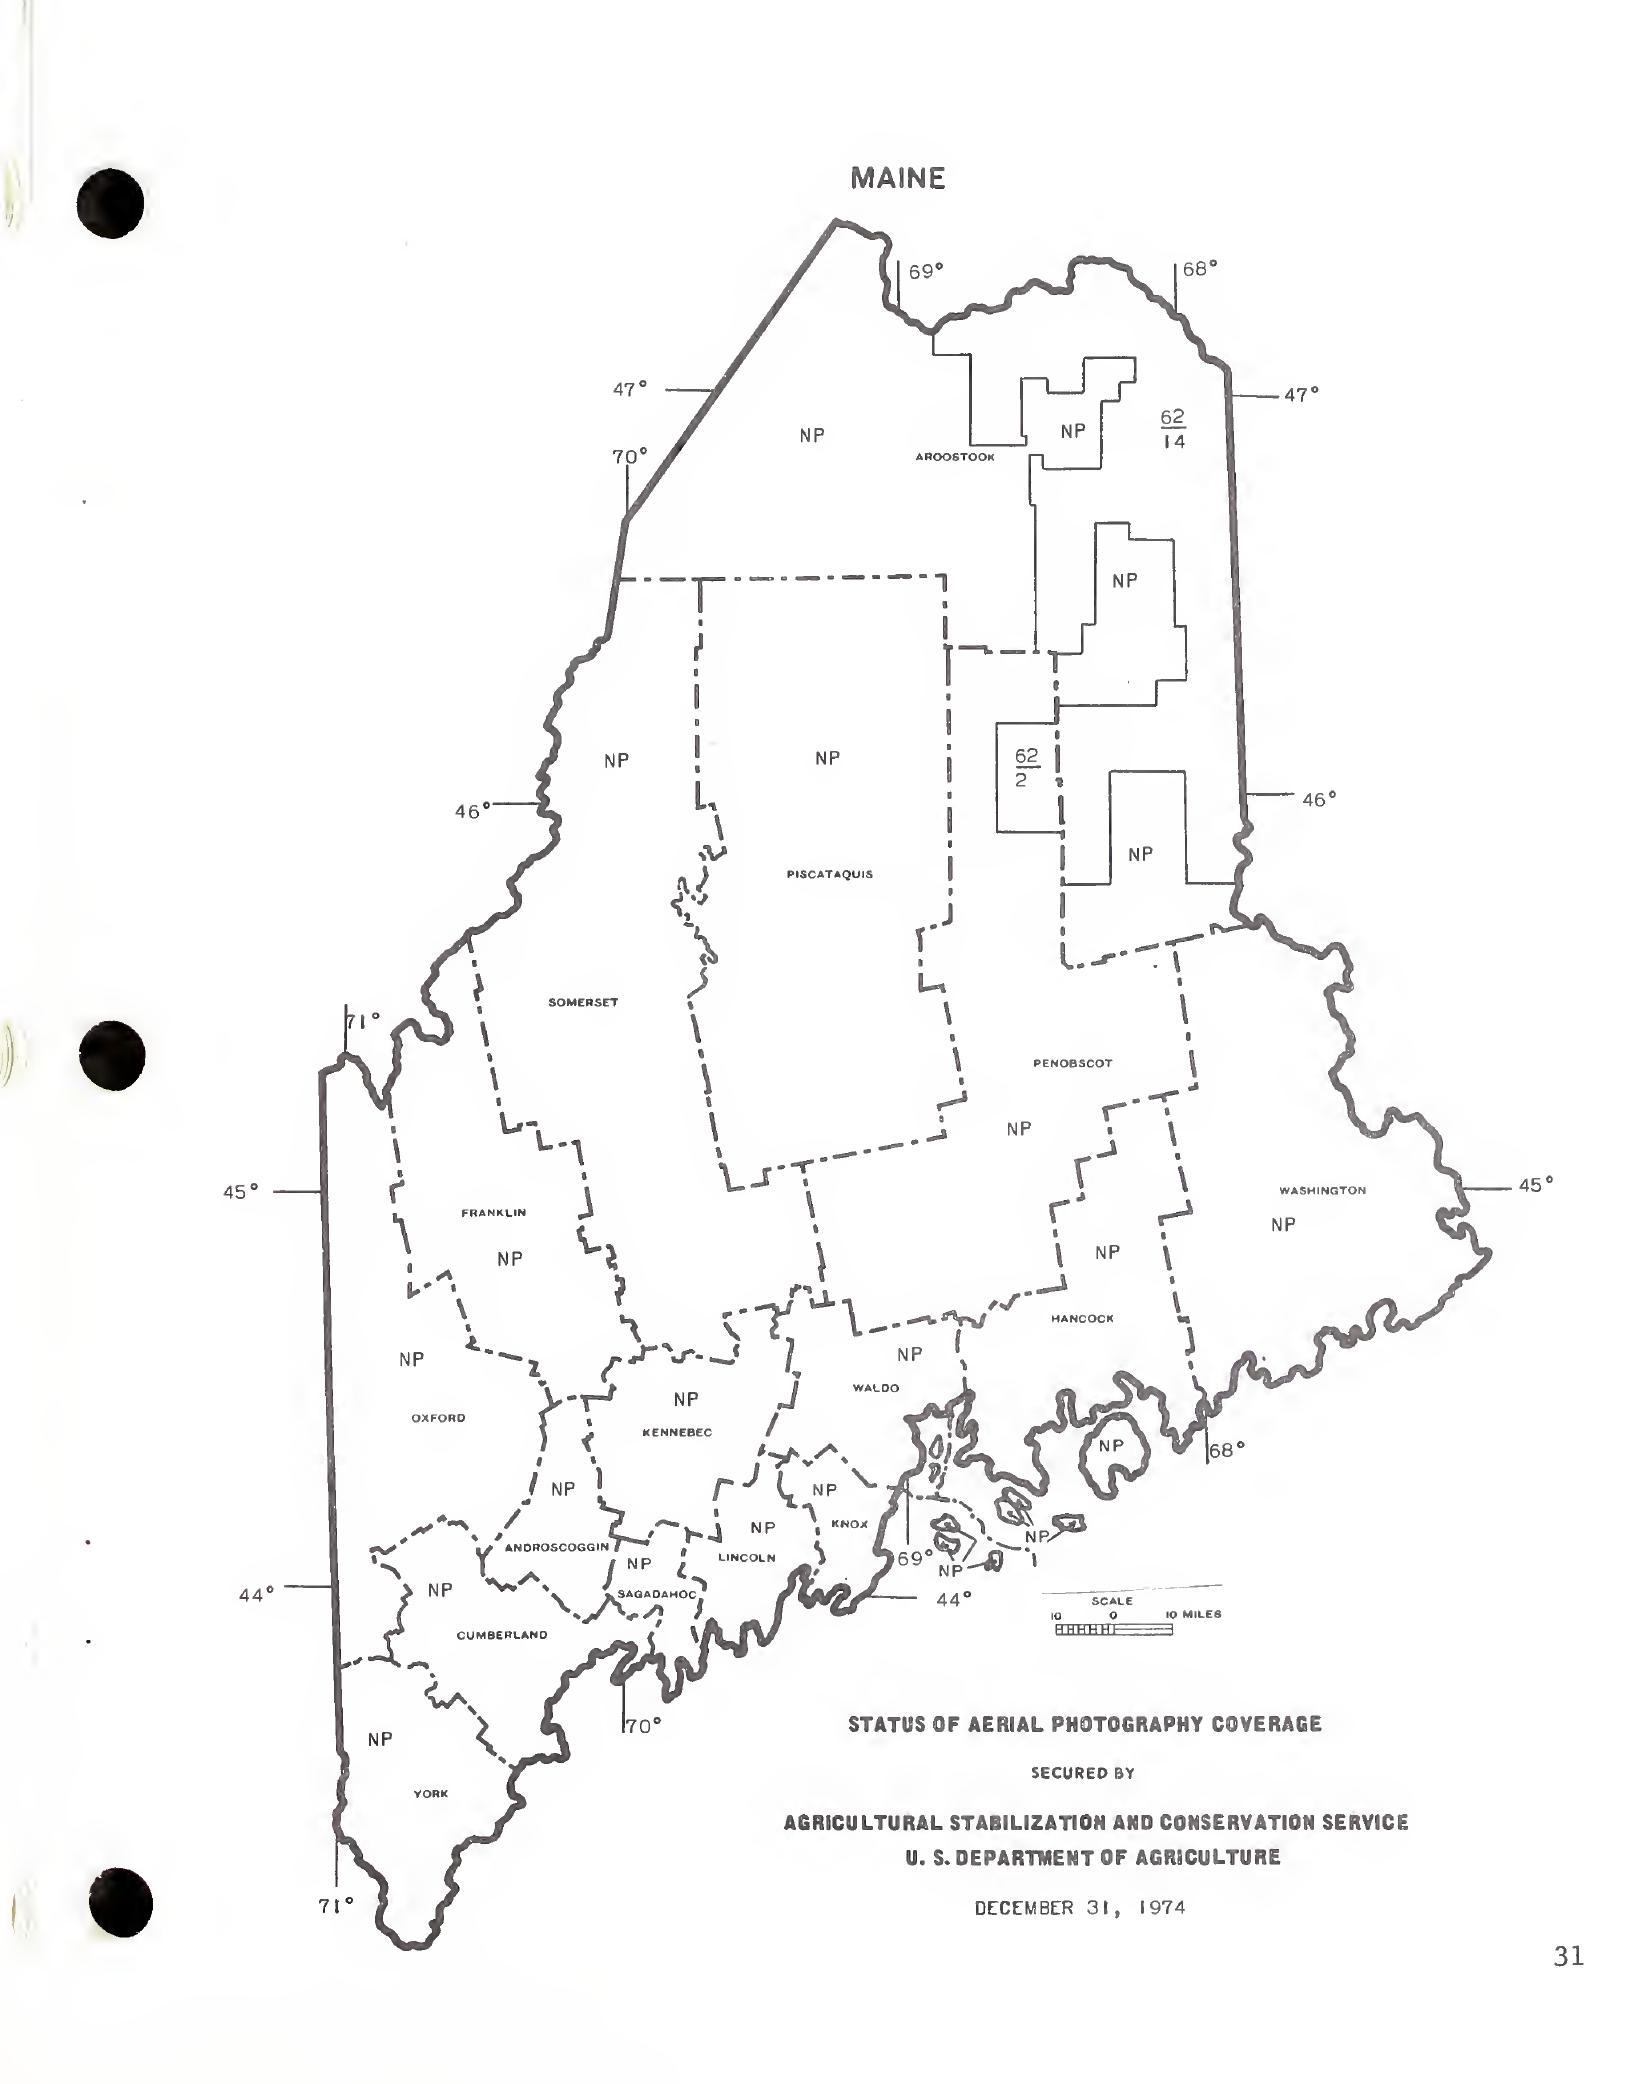 MAINE
69°
68°
47°
47°
70°
NP
NP
62
14
AROOSTOOK
NP
NP
NP
62
2
46°
46°
NP
PISCATAQUIS
SOMERSET
71°
PENOBSCOT
NP
45°
45°
WASHINGTON
NP
FRANKLIN
NP
NP
HANCOCK
NP
NP
WALDO
NP
OXFORD
KENNEBEC
NP
68°
NP
NP
KNOX
NP
NP
ANDROSCOGGIN
NP
LINCOLN
69°
NP
NP
SAGADAHOC
44°
NP
44°
CUMBERLAND
SCALE
10 0 10 MILES
70°
NP
YORK
71°
STATUS OF AERIAL PHOTOGRAPHY COVERAGE
SECURED BY
AGRICULTURAL STABILIZATION AND CONSERVATION SERVICE
U. S. DEPARTMENT OF AGRICULTURE
DECEMBER 31, 1974
31